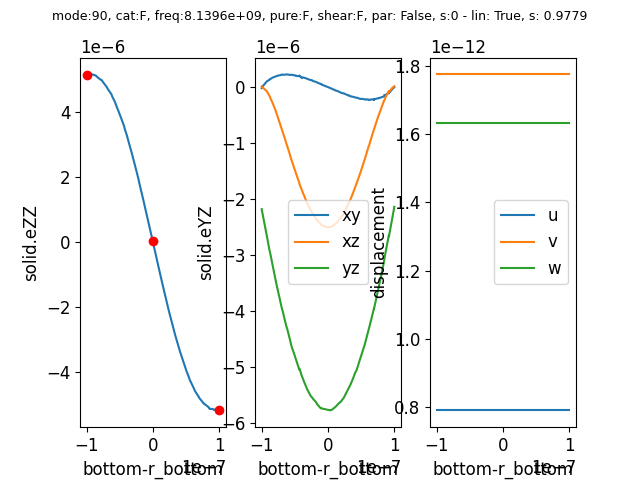 mode:90, cat:F, freq:8.1396e+09, pure:F, shear:F, par: False, s:0 - lin: True, s: 0.9779
1e−6
solid.eZZ
4
2
0
−2
−4
−1
0
1
1e−7
bottom-r_bottom
1e−6
solid.eYZ
0
−1
−2
−3
−4
−5
−6
xy
xz
yz
−1
0
1
1e−7
bottom-r_bottom
1e−12
displacement
1.8
1.6
1.4
1.2
1.0
0.8
u
v
w
−1
0
1
1e−7
bottom-r_bottom